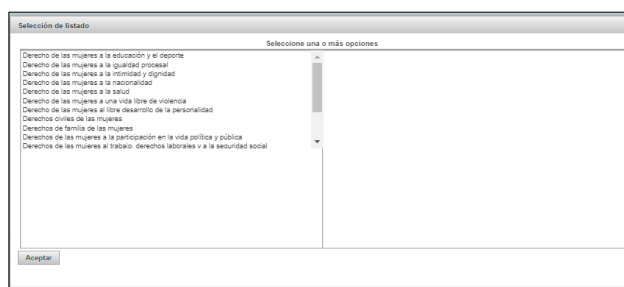 Selección de listado
Seleccione una o más opciones
Derecho de las mujeres a la educación y el deporte
Derecho de las mujeres a la igualdad procesal
Derecho de las mujeres a la intimidad y dignidad
Derecho de las mujeres a la nacionalidad
Derecho de las mujeres a la salud
Derecho de las mujeres a una vida libre de violencia
Derecho de las mujeres al libre desarrollo de la personalidad
Derechos civiles de las mujeres
Derechos de familia de las mujeres
Derechos de las mujeres a la participación en la vida política y pública
Derechos de las mujeres al trabajo, derechos laborales y a la seguridad social
Aceptar